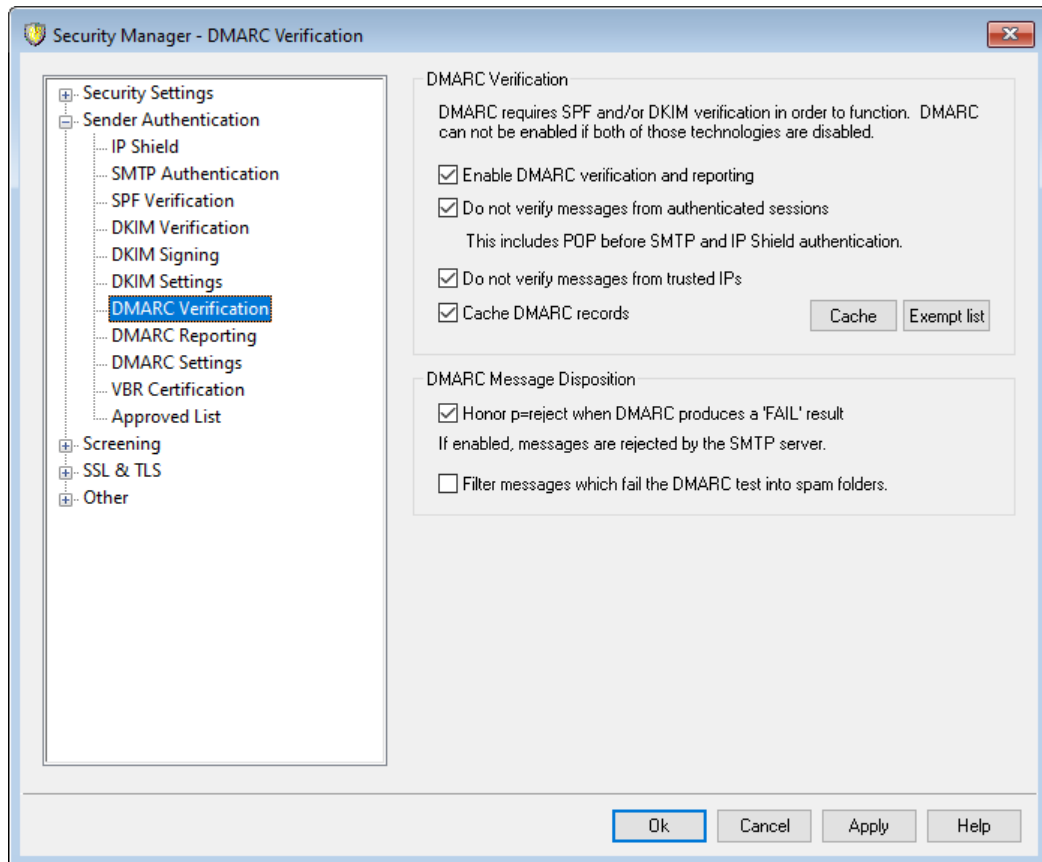 Security Manager - DMARC Verification
Security Settings
Sender Authentication
IP Shield
SMTP Authentication
SPF Verification
DKIM Verification
DKIM Signing
DKIM Settings
DMARC Verification
DMARC Reporting
DMARC Settings
VBR Certification
Approved List
Screening
SSL & TLS
Other
DMARC Verification
DMARC requires SPF and/or DKIM verification in order to function.  DMARC
can not be enabled if both of those technologies are disabled.
Enable DMARC verification and reporting
Do not verify messages from authenticated sessions
This includes POP before SMTP and IP Shield authentication.
Do not verify messages from trusted IPs
Cache DMARC records
Cache
Exempt list
DMARC Message Disposition
Honor p=reject when DMARC produces a 'FAIL' result
If enabled, messages are rejected by the SMTP server.
Filter messages which fail the DMARC test into spam folders.
Ok
Cancel
Apply
Help